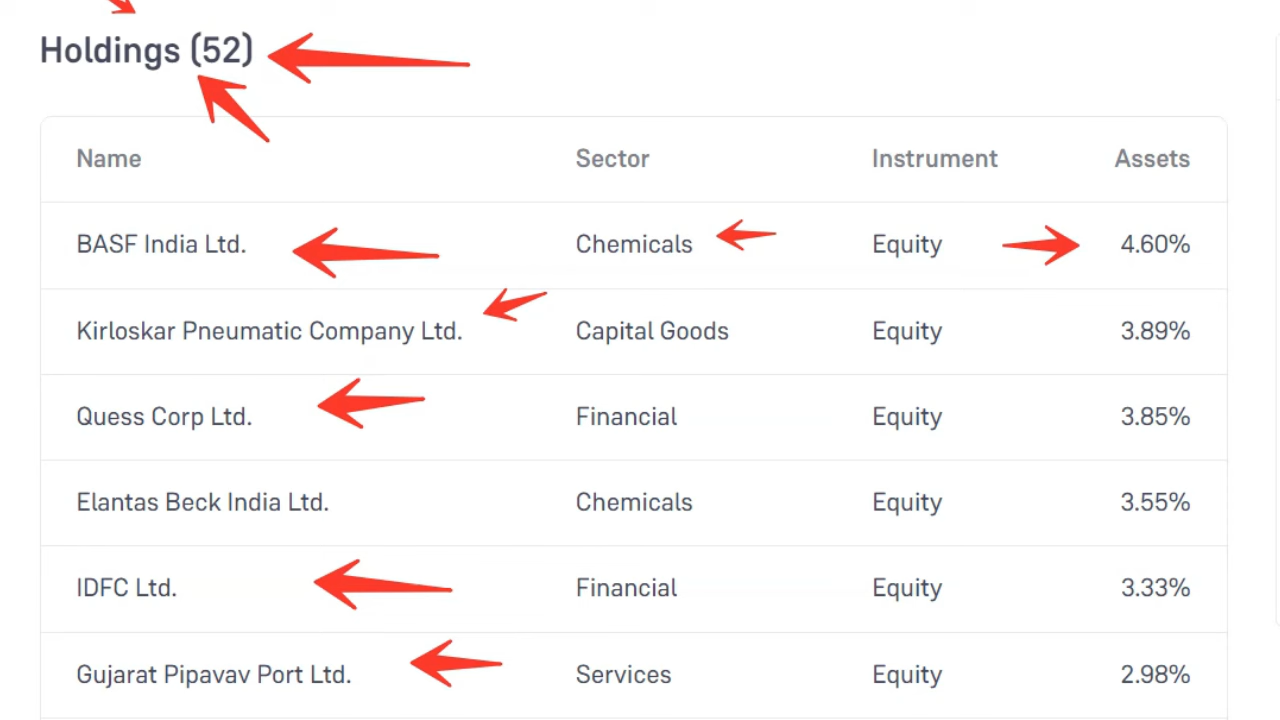 Holdings (52)
Name Sector Instrument Assets
BASF India Ltd. Chemicals Equity 4.60%
Kirloskar Pneumatic Company Ltd. Capital Goods Equity 3.89%
Quess Corp Ltd. Financial Equity 3.85%
Elantas Beck India Ltd. Chemicals Equity 3.55%
IDFC Ltd. Financial Equity 3.33%
Gujarat Pipavav Port Ltd. Services Equity 2.98%